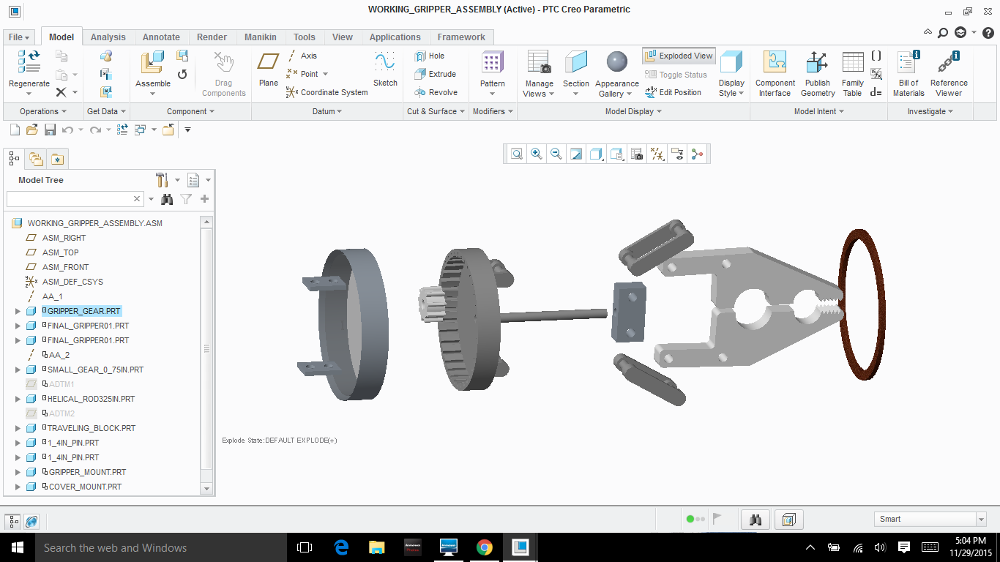 WORKING_GRIPPER_ASSEMBLY (Active) - PTC Creo Parametric
File Model Analysis Annotate Render Manikin Tools View Applications Framework
Regenerate
Operations
Get Data
Assemble
Drag Components
Component
Plane
Axis
Point
Coordinate System
Sketch
Datum
Hole
Extrude
Revolve
Cut & Surface
Pattern
Modifiers
Manage Views
Section
Appearance Gallery
Exploded View
Toggle Status
Edit Position
Display Style
Model Display
Component Interface
Publish Geometry
Family Table
d=
Model Intent
Bill of Materials
Reference Viewer
Investigate
Model Tree
WORKING_GRIPPER_ASSEMBLY.ASM
ASM_RIGHT
ASM_TOP
ASM_FRONT
ASM_DEF_CSYS
AA_1
GRIPPER_GEAR.PRT
FINAL_GRIPPER01.PRT
FINAL_GRIPPER01.PRT
AA_2
SMALL_GEAR_0_75IN.PRT
ADTM1
HELICAL_ROD325IN.PRT
ADTM2
TRAVELING_BLOCK.PRT
1_4IN_PIN.PRT
1_4IN_PIN.PRT
GRIPPER_MOUNT.PRT
COVER_MOUNT.PRT
Explode State:DEFAULT EXPLODE(+)
Smart
Search the web and Windows
5:04 PM
11/29/2015